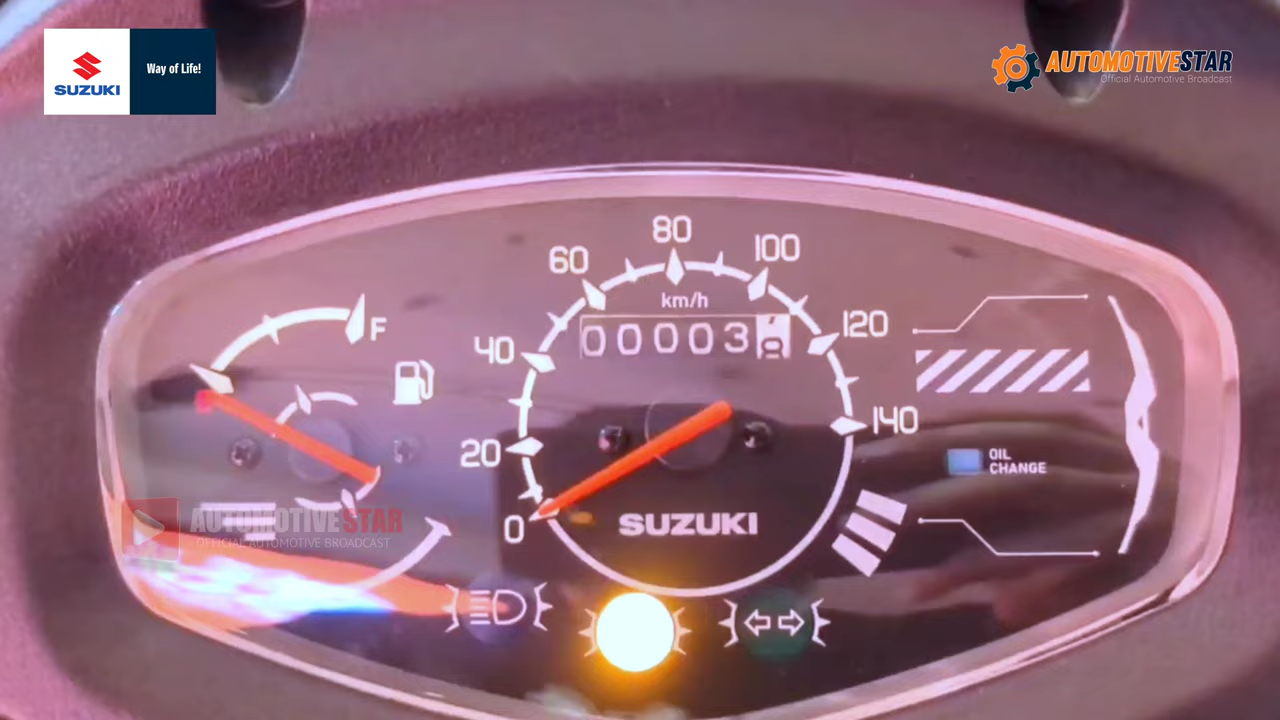 SUZUKI
Way of Life!
AUTOMOTIVESTAR
Official Automotive Broadcast
0
20
40
60
80
100
120
140
km/h
00003
F
OIL
CHANGE
SUZUKI
AUTOMOTIVESTAR
OFFICIAL AUTOMOTIVE BROADCAST